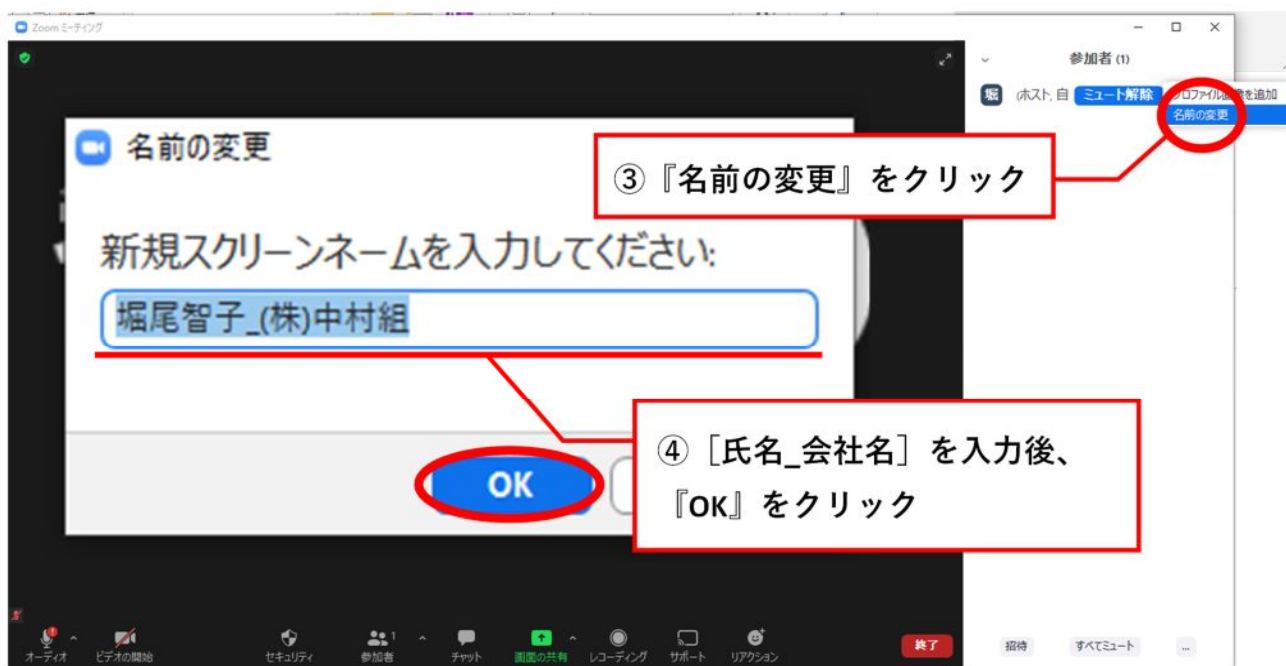 Zoom ミーティング
参加者 (1)
堀 (ホスト, 自 ミュート解除
プロファイル画像を追加
名前の変更
名前の変更
③『名前の変更』をクリック
新規スクリーンネームを入力してください:
堀尾智子_(株)中村組
④［氏名_会社名］を入力後、
『OK』をクリック
OK
オーディオ
ビデオの開始
セキュリティ
1
参加者
チャット
画面の共有
レコーディング
サポート
リアクション
終了
招待
すべてミュート
...